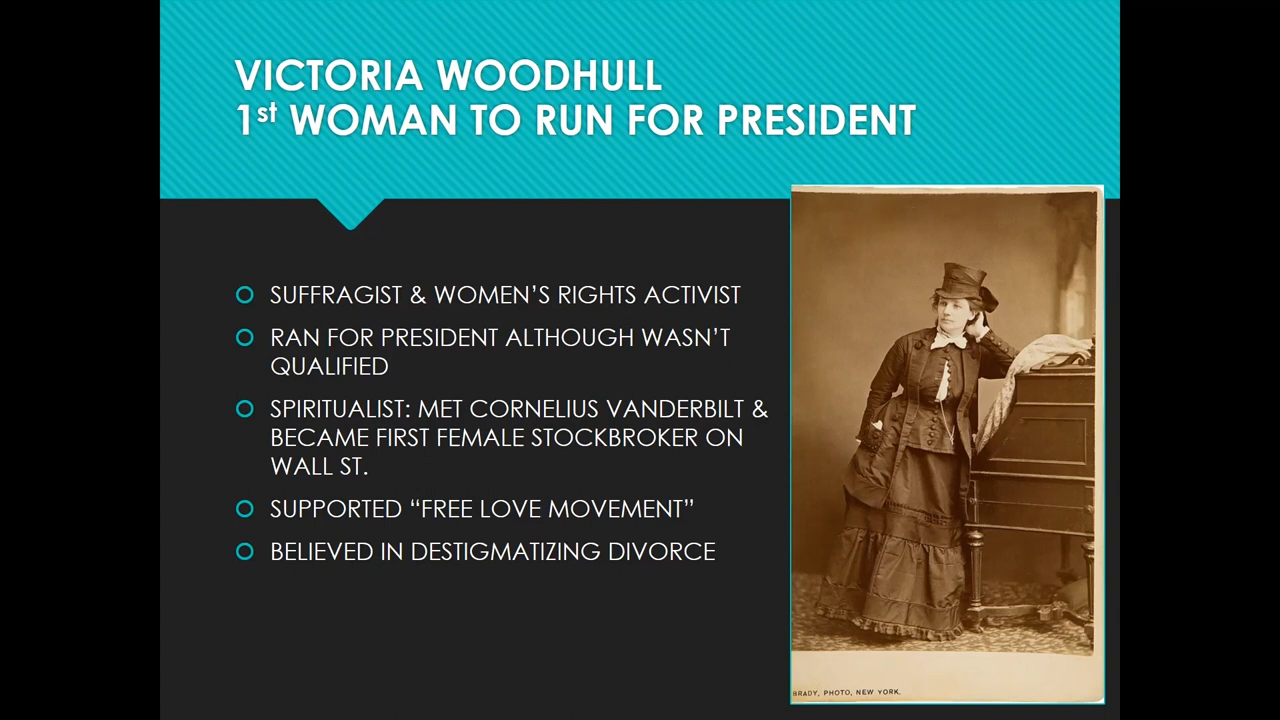 VICTORIA WOODHULL
1st WOMAN TO RUN FOR PRESIDENT
SUFFRAGIST & WOMEN’S RIGHTS ACTIVIST
RAN FOR PRESIDENT ALTHOUGH WASN’T
QUALIFIED
SPIRITUALIST: MET CORNELIUS VANDERBILT &
BECAME FIRST FEMALE STOCKBROKER ON
WALL ST.
SUPPORTED “FREE LOVE MOVEMENT”
BELIEVED IN DESTIGMATIZING DIVORCE
BRADY, PHOTO, NEW YORK.